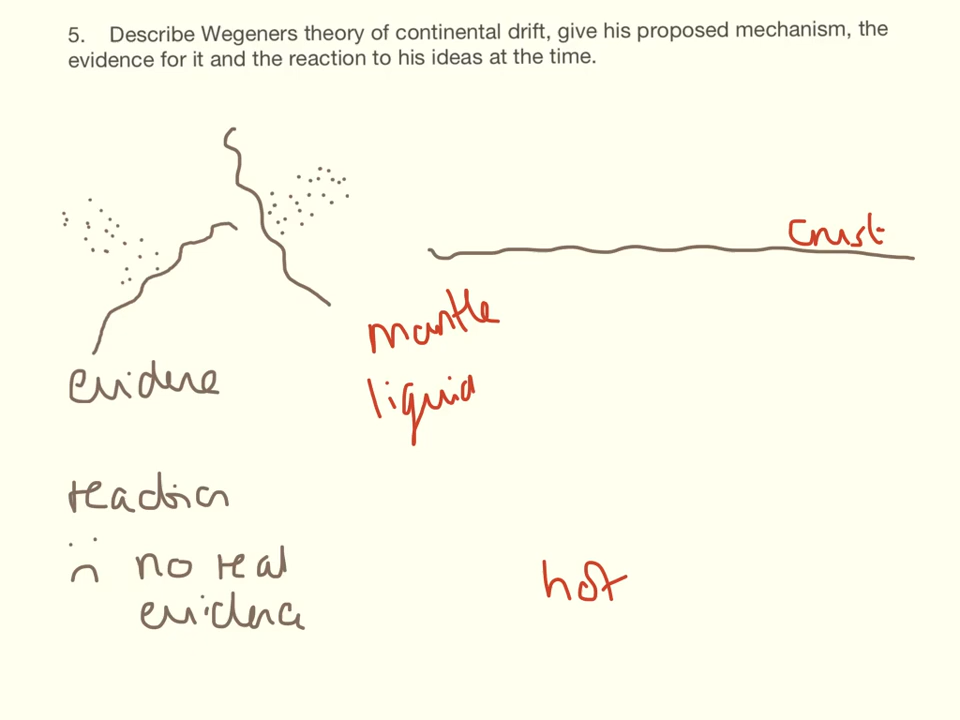 5. Describe Wegeners theory of continental drift, give his proposed mechanism, the
evidence for it and the reaction to his ideas at the time.
crust
mantle
liquid
evidence
reaction
no real
evidence
hot